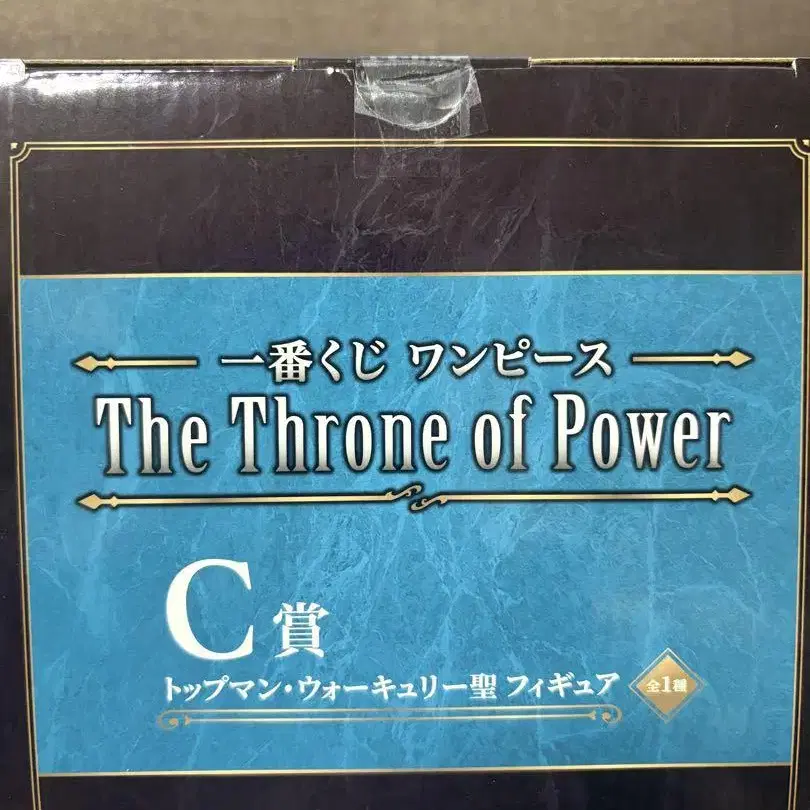 一番くじ ワンピース
The Throne of Power
C賞
トップマン・ウォーキュリー聖 フィギュア 全1種